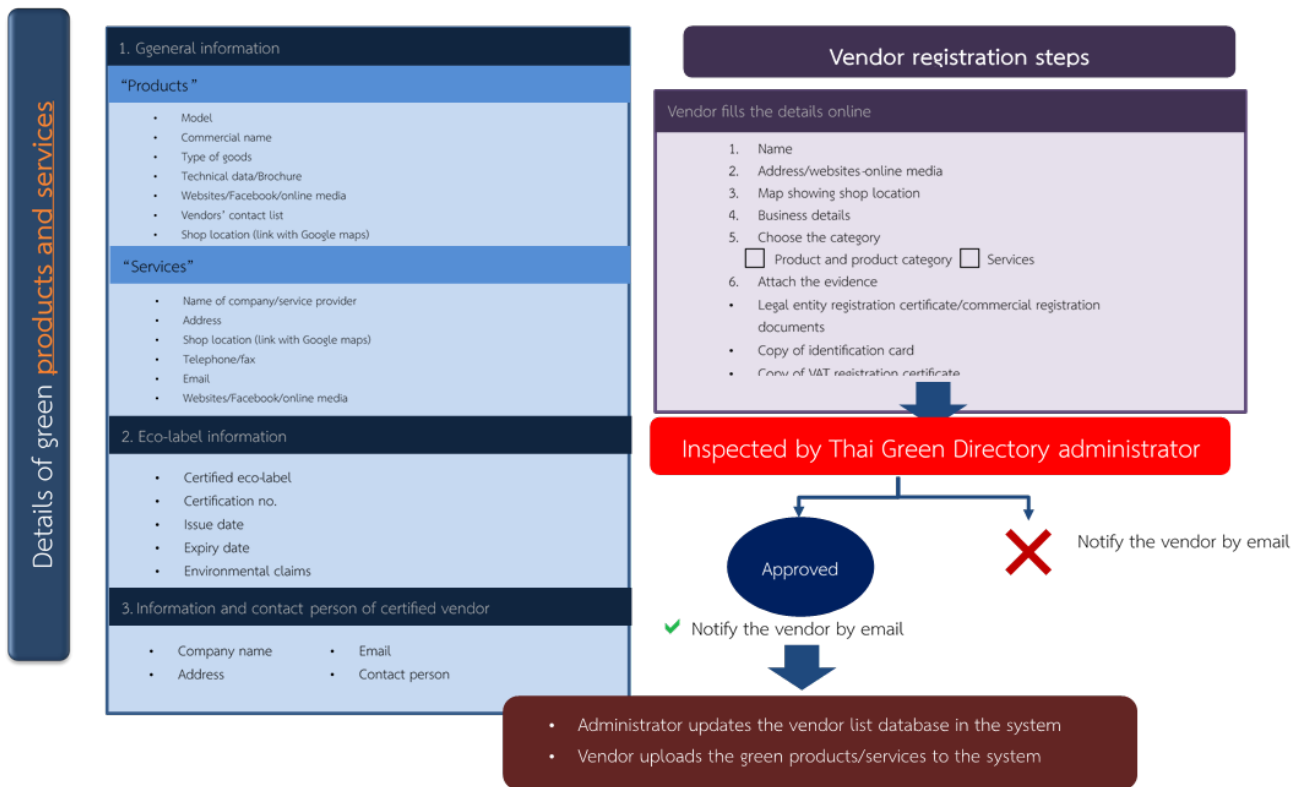 Details of green products and services
1. Ggeneral information
“Products”
• Model
• Commercial name
• Type of goods
• Technical data/Brochure
• Websites/Facebook/online media
• Vendors’ contact list
• Shop location (link with Google maps)
“Services”
• Name of company/service provider
• Address
• Shop location (link with Google maps)
• Telephone/fax
• Email
• Websites/Facebook/online media
2. Eco-label information
• Certified eco-label
• Certification no.
• Issue date
• Expiry date
• Environmental claims
3. Information and contact person of certified vendor
• Company name
• Address
• Email
• Contact person
Vendor registration steps
Vendor fills the details online
1. Name
2. Address/websites-online media
3. Map showing shop location
4. Business details
5. Choose the category
Product and product category
Services
6. Attach the evidence
• Legal entity registration certificate/commercial registration
documents
• Copy of identification card
• Copy of VAT registration certificate
Inspected by Thai Green Directory administrator
Approved
Notify the vendor by email
Notify the vendor by email
• Administrator updates the vendor list database in the system
• Vendor uploads the green products/services to the system